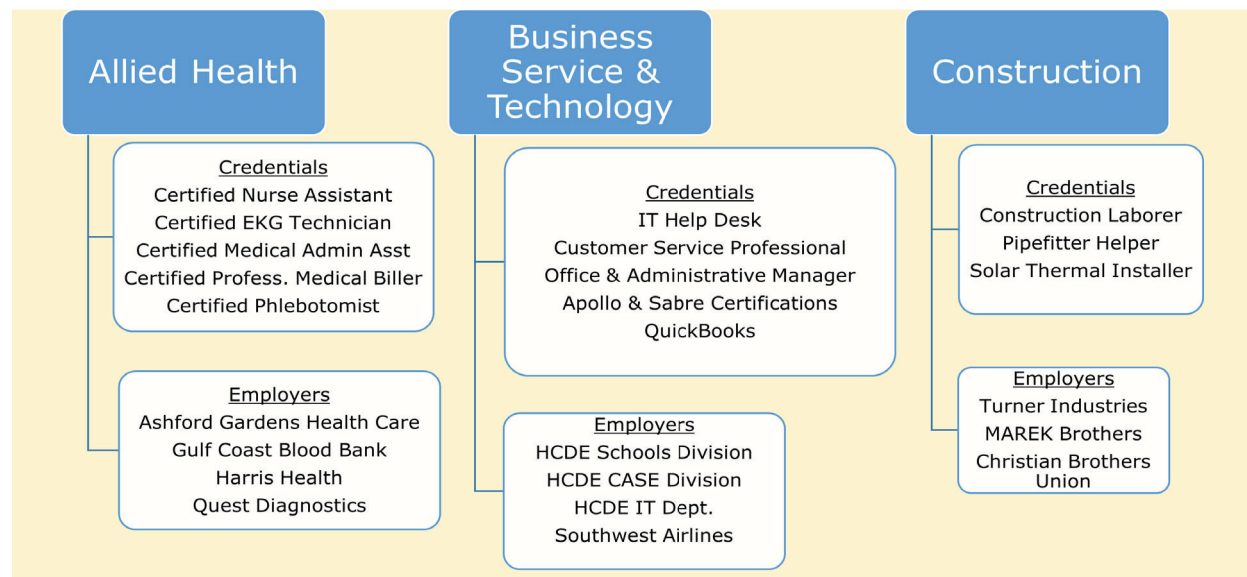 Allied Health
Credentials
Certified Nurse Assistant
Certified EKG Technician
Certified Medical Admin Asst
Certified Profess. Medical Biller
Certified Phlebotomist
Employers
Ashford Gardens Health Care
Gulf Coast Blood Bank
Harris Health
Quest Diagnostics
Business
Service &
Technology
Credentials
IT Help Desk
Customer Service Professional
Office & Administrative Manager
Apollo & Sabre Certifications
QuickBooks
Employers
HCDE Schools Division
HCDE CASE Division
HCDE IT Dept.
Southwest Airlines
Construction
Credentials
Construction Laborer
Pipefitter Helper
Solar Thermal Installer
Employers
Turner Industries
MAREK Brothers
Christian Brothers
Union